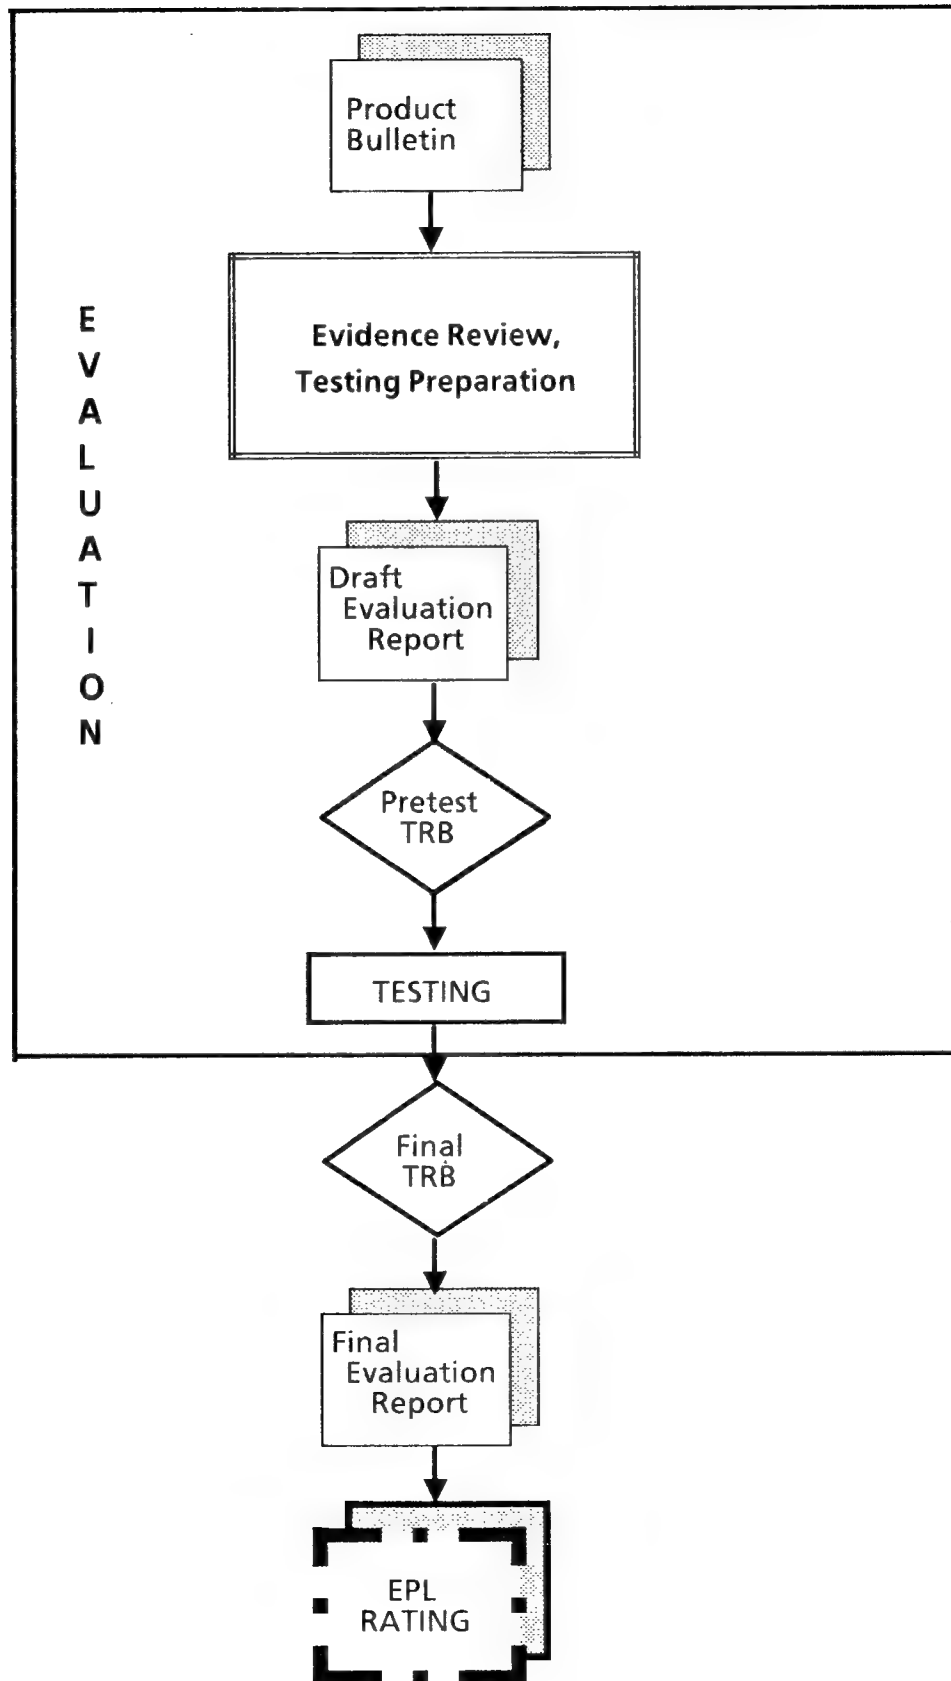 Product
Bulletin
Evidence Review,
Testing Preparation
EVALUATION
Draft
Evaluation
Report
Pretest
TRB
TESTING
Final
TRB
Final
Evaluation
Report
EPL
RATING